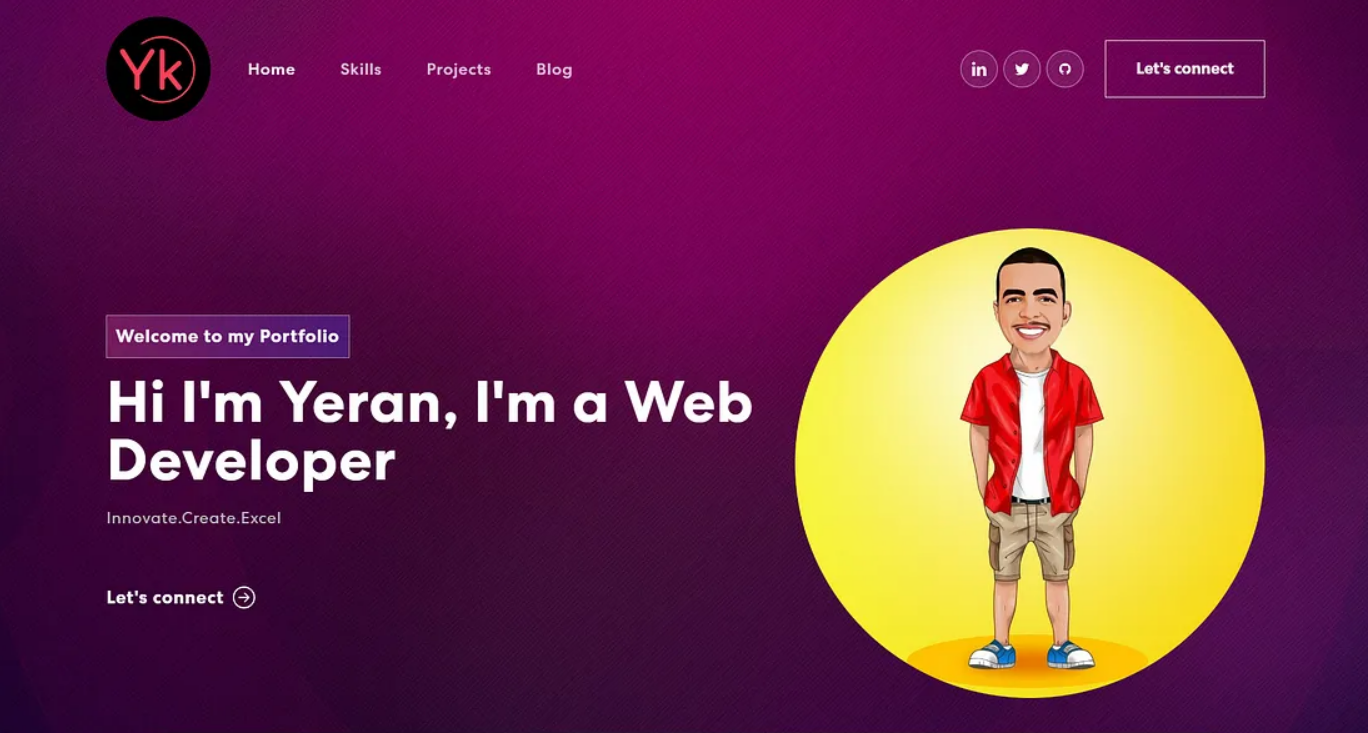 Yk
Home Skills Projects Blog
in
Let's connect
Welcome to my Portfolio
Hi I'm Yeran, I'm a Web
Developer
Innovate.Create.Excel
Let's connect